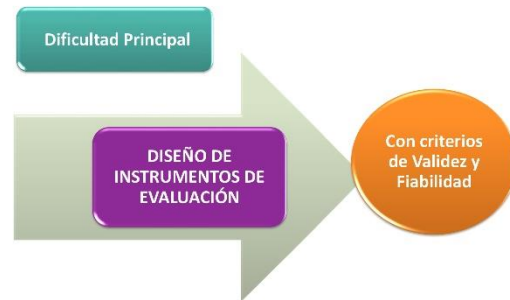 Dificultad Principal
DISEÑO DE
INSTRUMENTOS DE
EVALUACIÓN
Con criterios
de Validez y
Fiabilidad